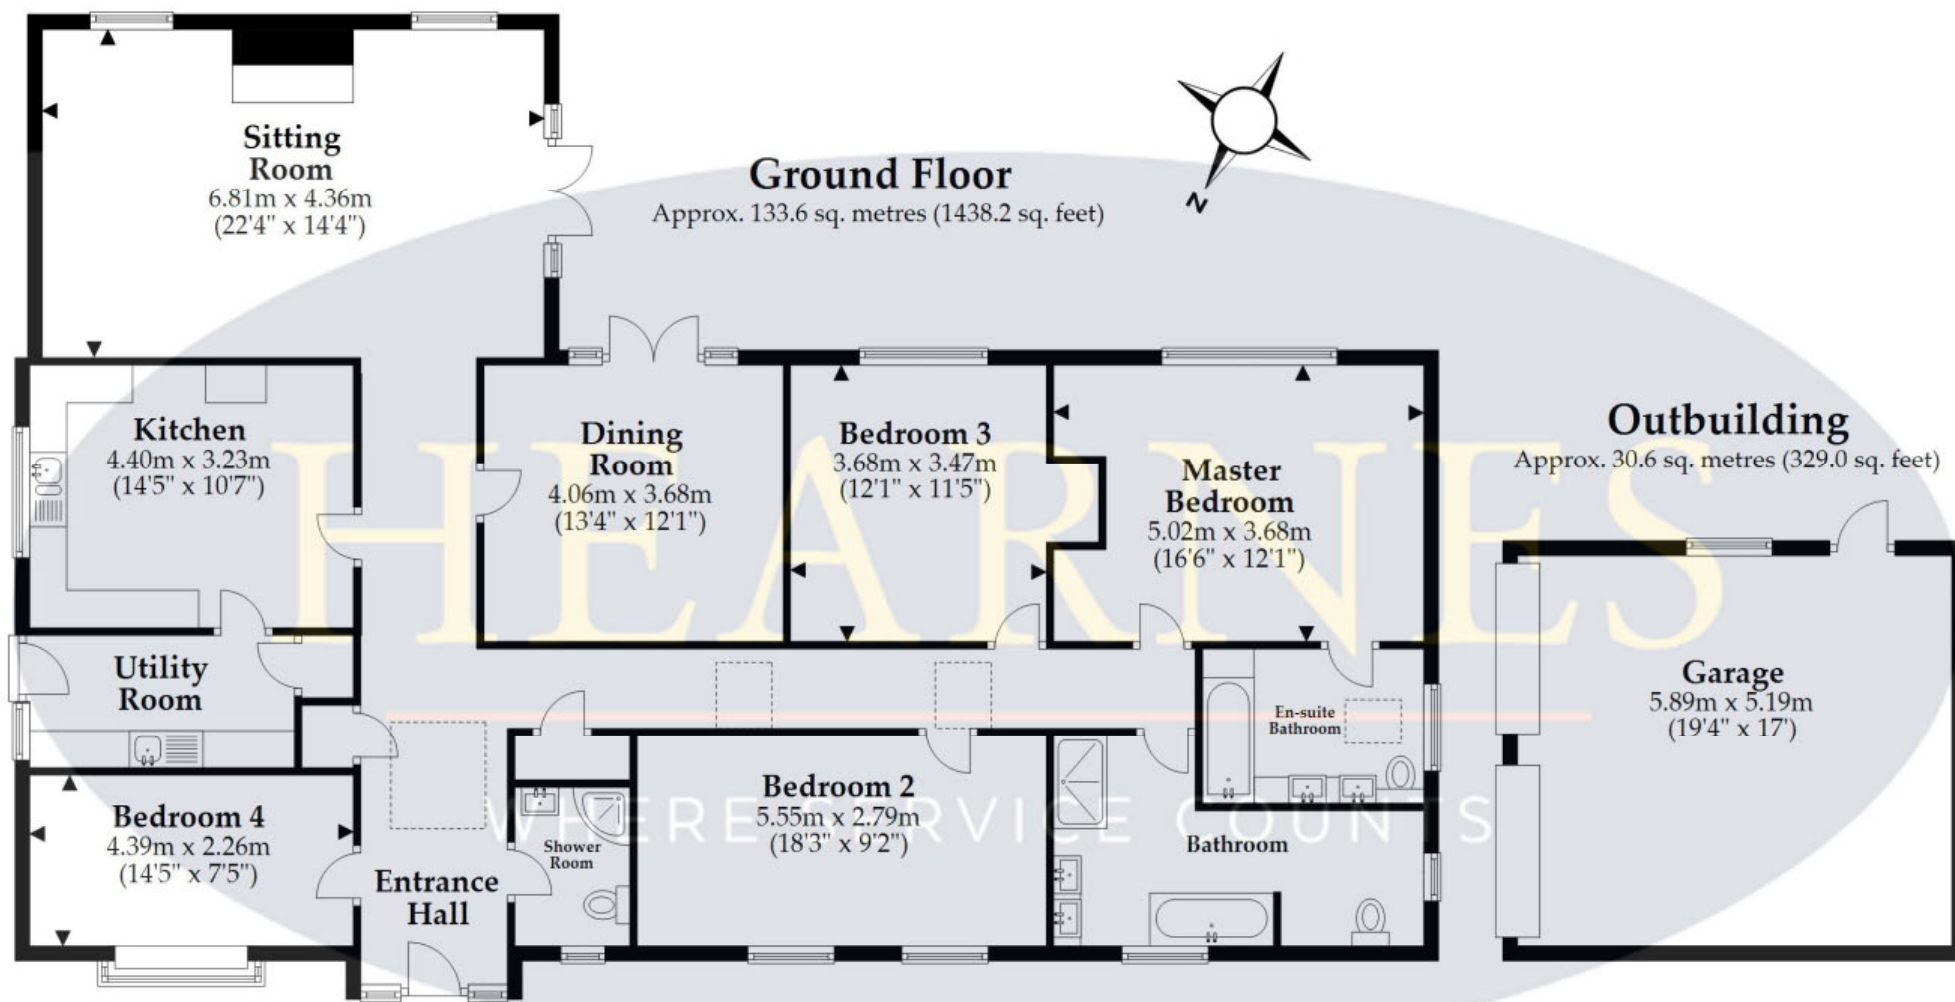 Sitting
Room
6.81m x 4.36m
(22'4" x 14'4")
Ground Floor
Approx. 133.6 sq. metres (1438.2 sq. feet)
N
Kitchen
4.40m x 3.23m
(14'5" x 10'7")
Dining
Room
4.06m x 3.68m
(13'4" x 12'1")
Bedroom 3
3.68m x 3.47m
(12'1" x 11'5")
Master
Bedroom
5.02m x 3.68m
(16'6" x 12'1")
Outbuilding
Approx. 30.6 sq. metres (329.0 sq. feet)
HEARNES
Utility
Room
En-suite
Bathroom
Garage
5.89m x 5.19m
(19'4" x 17')
Bedroom 4
4.39m x 2.26m
(14'5" x 7'5")
Entrance
Hall
Shower
Room
Bedroom 2
5.55m x 2.79m
(18'3" x 9'2")
Bathroom
WHERE SERVICE COUNTS